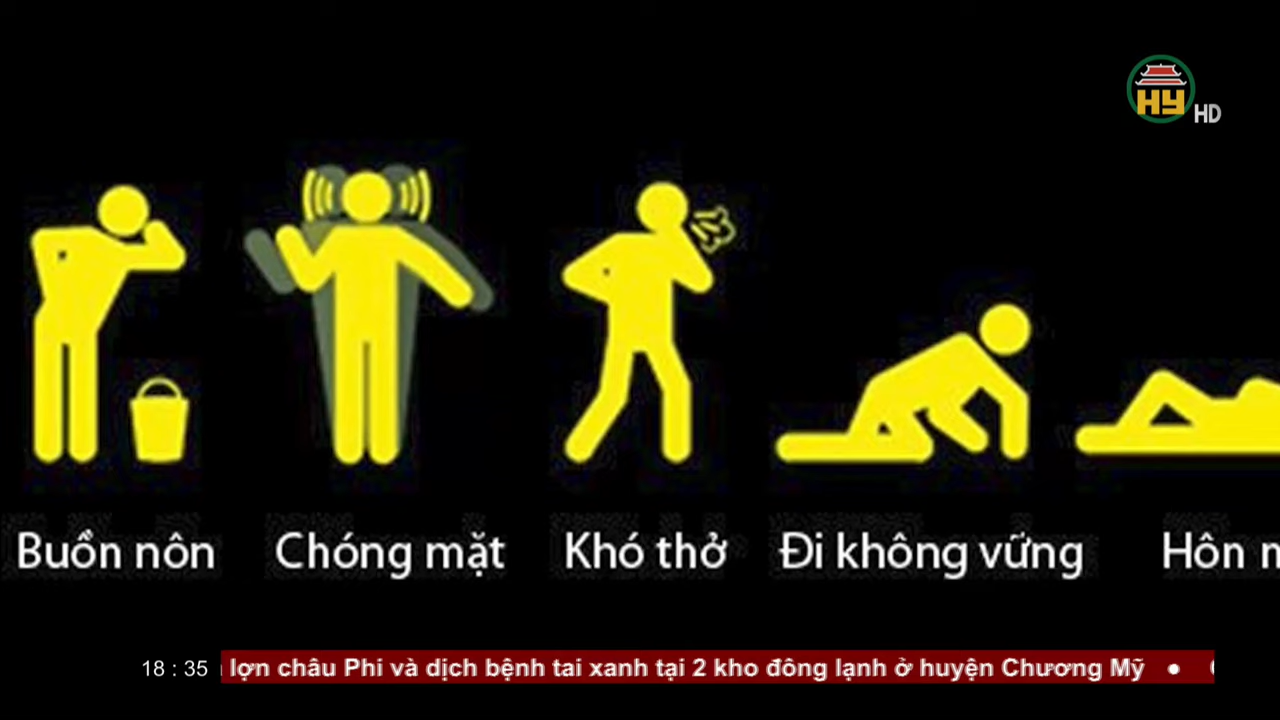 HY HD
Buồn nôn
Chóng mặt
Khó thở
Đi không vững
Hôn
18 : 35
lợn châu Phi và dịch bệnh tai xanh tại 2 kho đông lạnh ở huyện Chương Mỹ •